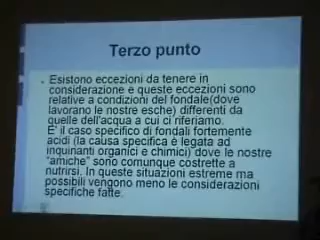 Terzo punto
• Esistono eccezioni da tenere in
considerazione e queste eccezioni sono
relative a condizioni del fondale(dove
lavorano le nostre esche) differenti da
quelle dell'acqua a cui ci riferiamo.
E' il caso specifico di fondali fortemente
acidi (la causa specifica è legata ad
inquinanti organici e chimici) dove le nostre
"amiche" sono comunque costrette a
nutrirsi. In queste situazioni estreme ma
possibili vengono meno le considerazioni
specifiche fatte.